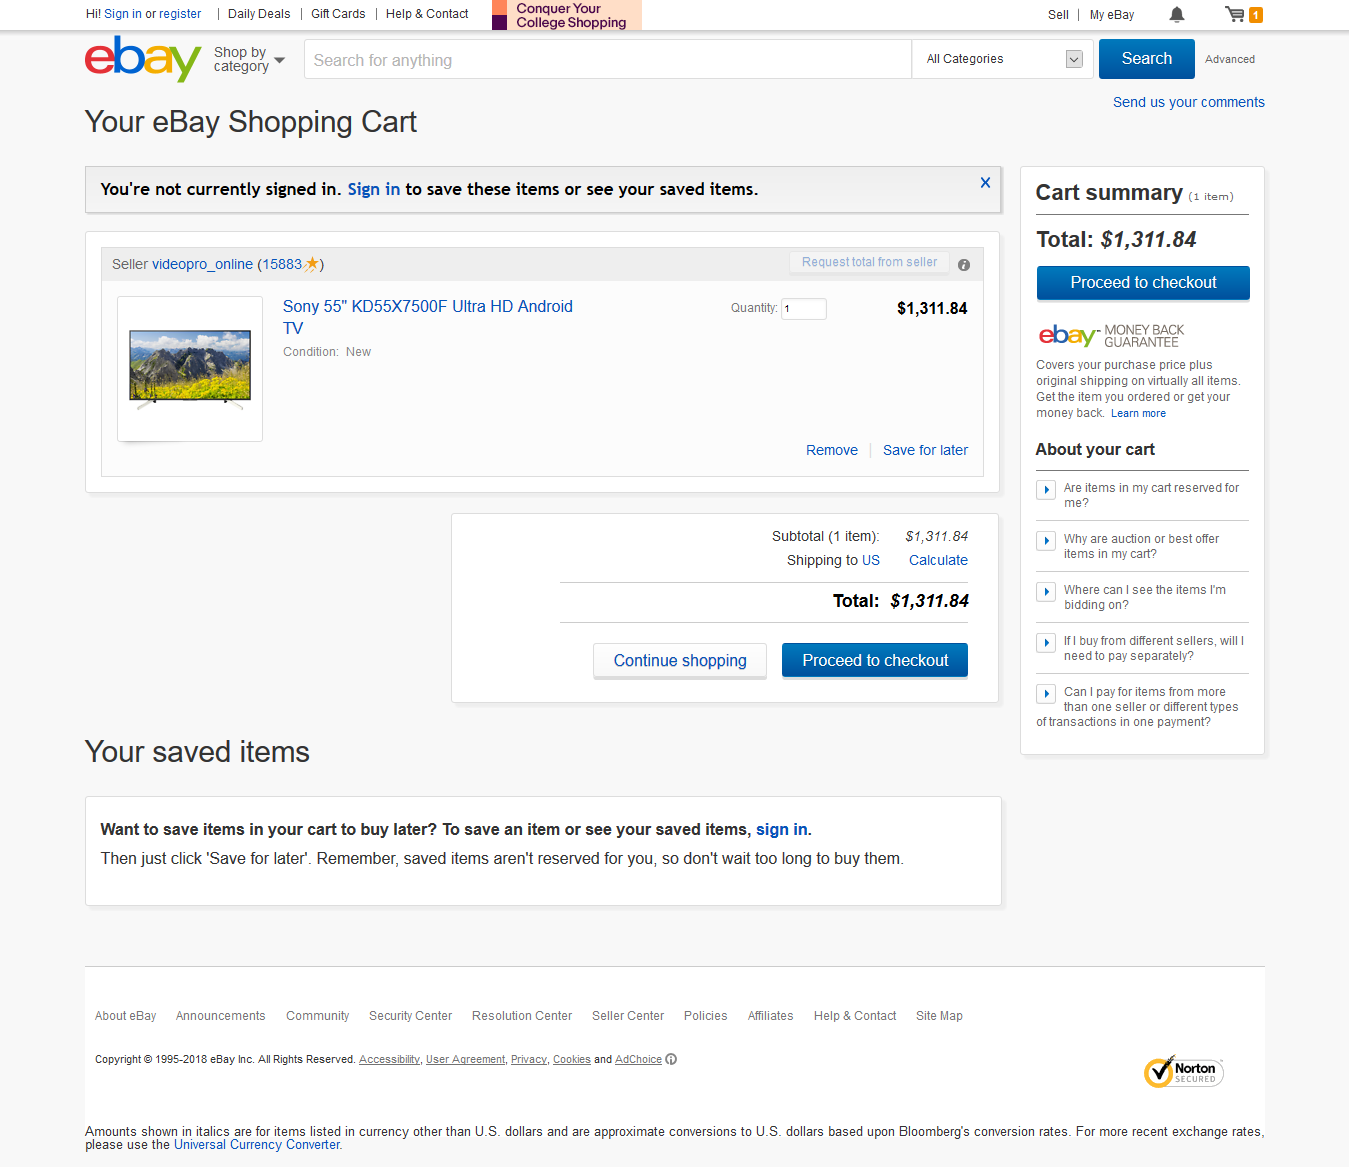 Hi! Sign in or register | Daily Deals | Gift Cards | Help & Contact
Conquer Your
College Shopping
Sell | My eBay
1
ebay
Shop by
category
Search for anything
All Categories
Search
Advanced
Send us your comments
Your eBay Shopping Cart
You're not currently signed in. Sign in to save these items or see your saved items.
Seller videopro_online (15883)
Request total from seller
Sony 55" KD55X7500F Ultra HD Android
TV
Condition: New
Quantity: 1
$1,311.84
Remove | Save for later
Subtotal (1 item): $1,311.84
Shipping to US Calculate
Total: $1,311.84
Continue shopping
Proceed to checkout
Cart summary (1 item)
Total: $1,311.84
Proceed to checkout
ebay MONEY BACK
GUARANTEE
Covers your purchase price plus
original shipping on virtually all items.
Get the item you ordered or get your
money back. Learn more
About your cart
Are items in my cart reserved for
me?
Why are auction or best offer
items in my cart?
Where can I see the items I'm
bidding on?
If I buy from different sellers, will I
need to pay separately?
Can I pay for items from more
than one seller or different types
of transactions in one payment?
Your saved items
Want to save items in your cart to buy later? To save an item or see your saved items, sign in.
Then just click 'Save for later'. Remember, saved items aren't reserved for you, so don't wait too long to buy them.
About eBay Announcements Community Security Center Resolution Center Seller Center Policies Affiliates Help & Contact Site Map
Copyright © 1995-2018 eBay Inc. All Rights Reserved. Accessibility, User Agreement, Privacy, Cookies and AdChoice
Norton
SECURED
Amounts shown in italics are for items listed in currency other than U.S. dollars and are approximate conversions to U.S. dollars based upon Bloomberg's conversion rates. For more recent exchange rates,
please use the Universal Currency Converter.